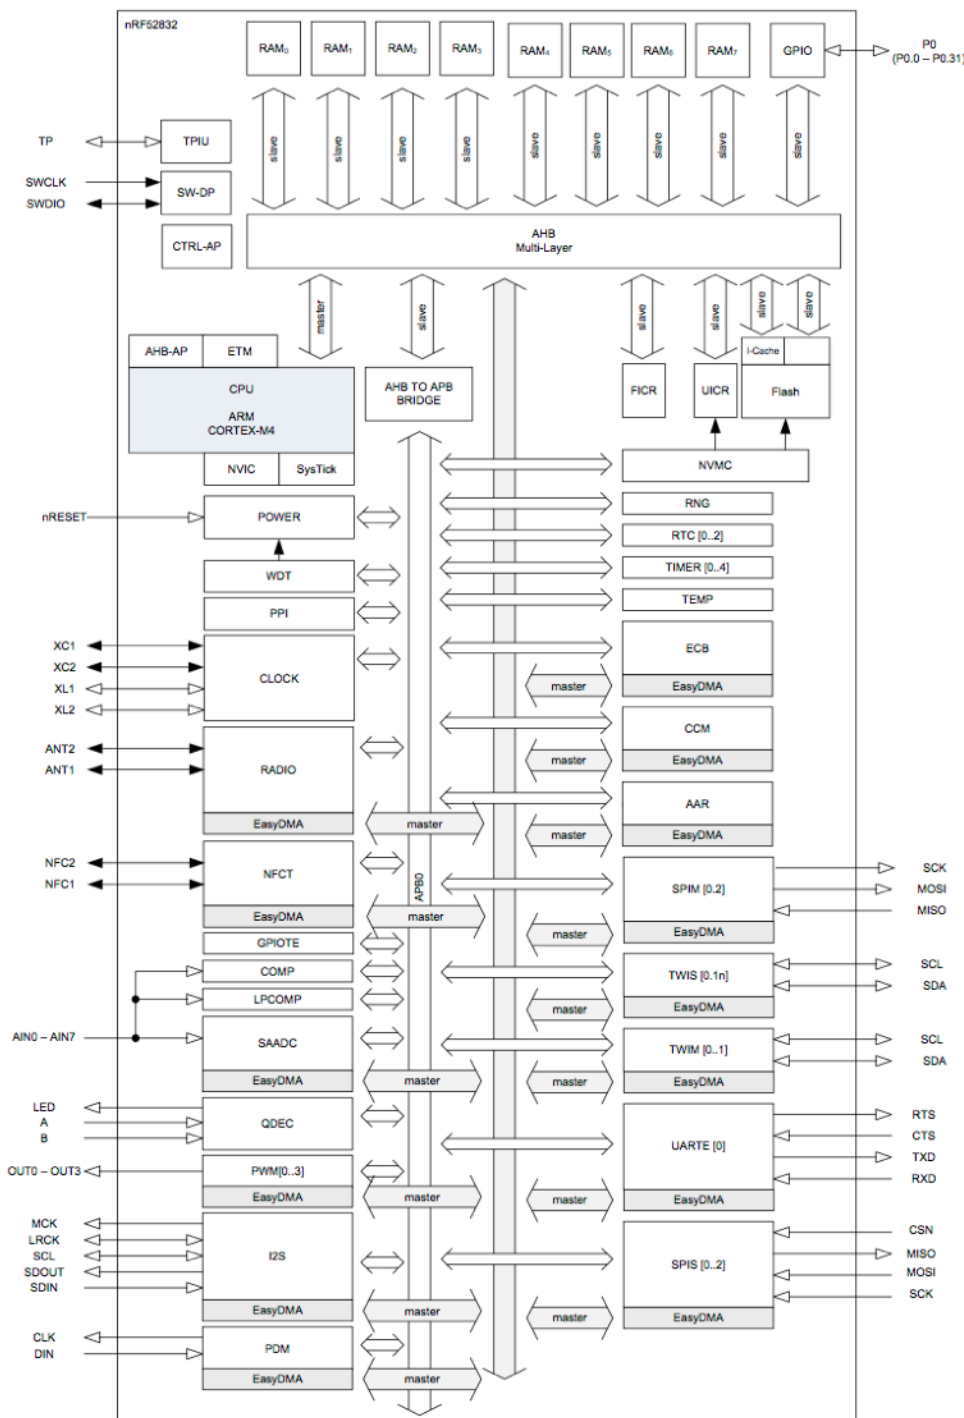 nRF52832
RAM0
RAM1
RAM2
RAM3
RAM4
RAM5
RAM6
RAM7
GPIO
P0
(P0.0 – P0.31)
slave
slave
slave
slave
slave
slave
slave
slave
slave
TP
TPIU
SWCLK
SWDIO
SW-DP
CTRL-AP
AHB
Multi-Layer
master
slave
slave
slave
slave
slave
AHB-AP
ETM
I-Cache
CPU
ARM
CORTEX-M4
AHB TO APB
BRIDGE
FICR
UICR
Flash
NVIC
SysTick
NVMC
nRESET
POWER
RNG
RTC [0..2]
WDT
TIMER [0..4]
PPI
TEMP
XC1
XC2
XL1
XL2
CLOCK
ECB
master
EasyDMA
ANT2
ANT1
RADIO
CCM
master
EasyDMA
AAR
EasyDMA
master
master
EasyDMA
NFC2
NFC1
NFCT
APB0
SPIM [0.2]
SCK
MOSI
MISO
EasyDMA
master
master
EasyDMA
GPIOTE
COMP
LPCOMP
TWIS [0.1n]
SCL
SDA
master
EasyDMA
AIN0 – AIN7
SAADC
TWIM [0..1]
SCL
SDA
EasyDMA
master
master
EasyDMA
LED
A
B
QDEC
UARTE [0]
RTS
CTS
TXD
RXD
OUT0 – OUT3
PWM[0..3]
EasyDMA
master
master
EasyDMA
MCK
LRCK
SCL
SDOUT
SDIN
I2S
SPIS [0..2]
CSN
MISO
MOSI
SCK
EasyDMA
master
master
EasyDMA
CLK
DIN
PDM
EasyDMA
master